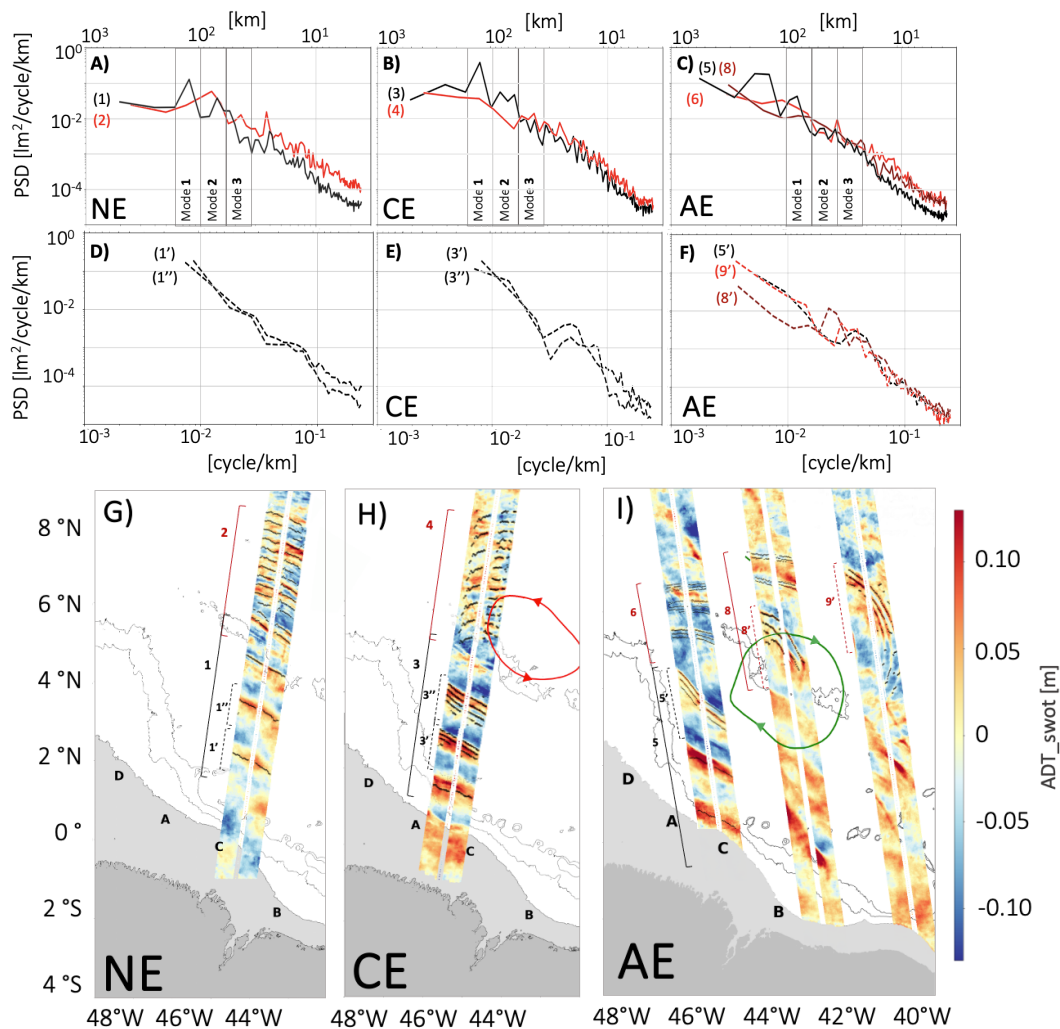 [km]
[km]
[km]
10³ 10² 10¹
10³ 10² 10¹
10³ 10² 10¹
PSD [lm²/cycle/km]
10⁰
10⁻²
10⁻⁴
A)
(1)
(2)
Mode 1
Mode 2
Mode 3
NE
B)
(3)
(4)
Mode 1
Mode 2
Mode 3
CE
C)
(5) (8)
(6)
Mode 1
Mode 2
Mode 3
AE
PSD [lm²/cycle/km]
10⁰
10⁻²
10⁻⁴
D)
(1')
(1'')
NE
E)
(3')
(3'')
CE
F)
(5')
(9')
(8')
AE
10⁻³ 10⁻² 10⁻¹
10⁻³ 10⁻² 10⁻¹
10⁻³ 10⁻² 10⁻¹
[cycle/km]
[cycle/km]
[cycle/km]
8 °N
6 °N
4 °N
2 °N
0 °
2 °S
4 °S
G)
2
1
1''
1'
D
A
C
B
NE
H)
4
3
3''
3'
D
A
C
B
CE
I)
6
5'
5
8
8'
9'
D
A
C
B
AE
48°W 46°W 44°W
48°W 46°W 44°W
48°W 46°W 44°W 42°W 40°W
0.10
0.05
0
-0.05
-0.10
ADT_swot [m]